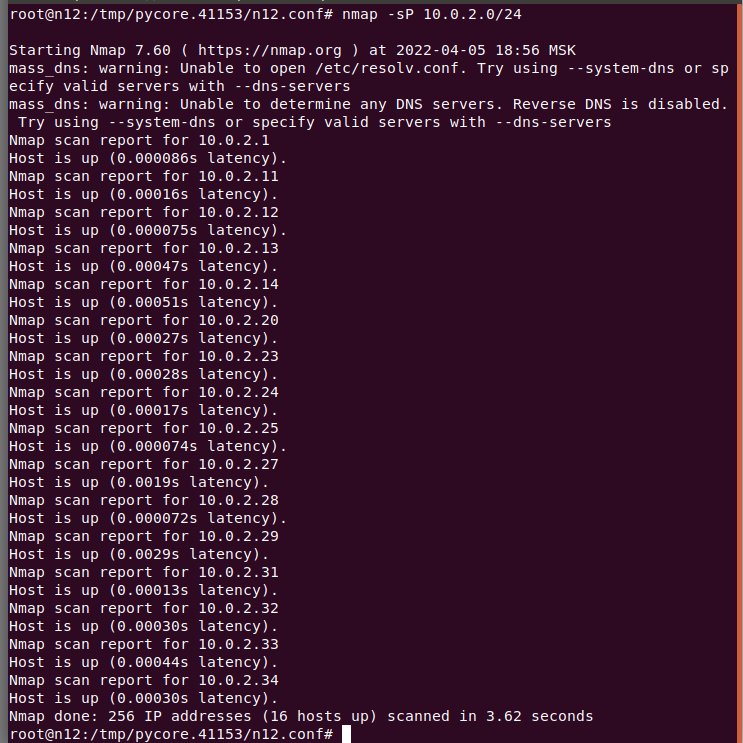 root@n12:/tmp/pycore.41153/n12.conf# nmap -sP 10.0.2.0/24
Starting Nmap 7.60 ( https://nmap.org ) at 2022-04-05 18:56 MSK
mass_dns: warning: Unable to open /etc/resolv.conf. Try using --system-dns or sp
ecify valid servers with --dns-servers
mass_dns: warning: Unable to determine any DNS servers. Reverse DNS is disabled.
 Try using --system-dns or specify valid servers with --dns-servers
Nmap scan report for 10.0.2.1
Host is up (0.000086s latency).
Nmap scan report for 10.0.2.11
Host is up (0.00016s latency).
Nmap scan report for 10.0.2.12
Host is up (0.000075s latency).
Nmap scan report for 10.0.2.13
Host is up (0.00047s latency).
Nmap scan report for 10.0.2.14
Host is up (0.00051s latency).
Nmap scan report for 10.0.2.20
Host is up (0.00027s latency).
Nmap scan report for 10.0.2.23
Host is up (0.00028s latency).
Nmap scan report for 10.0.2.24
Host is up (0.00017s latency).
Nmap scan report for 10.0.2.25
Host is up (0.000074s latency).
Nmap scan report for 10.0.2.27
Host is up (0.0019s latency).
Nmap scan report for 10.0.2.28
Host is up (0.000072s latency).
Nmap scan report for 10.0.2.29
Host is up (0.0029s latency).
Nmap scan report for 10.0.2.31
Host is up (0.00013s latency).
Nmap scan report for 10.0.2.32
Host is up (0.00030s latency).
Nmap scan report for 10.0.2.33
Host is up (0.00044s latency).
Nmap scan report for 10.0.2.34
Host is up (0.00030s latency).
Nmap done: 256 IP addresses (16 hosts up) scanned in 3.62 seconds
root@n12:/tmp/pycore.41153/n12.conf#